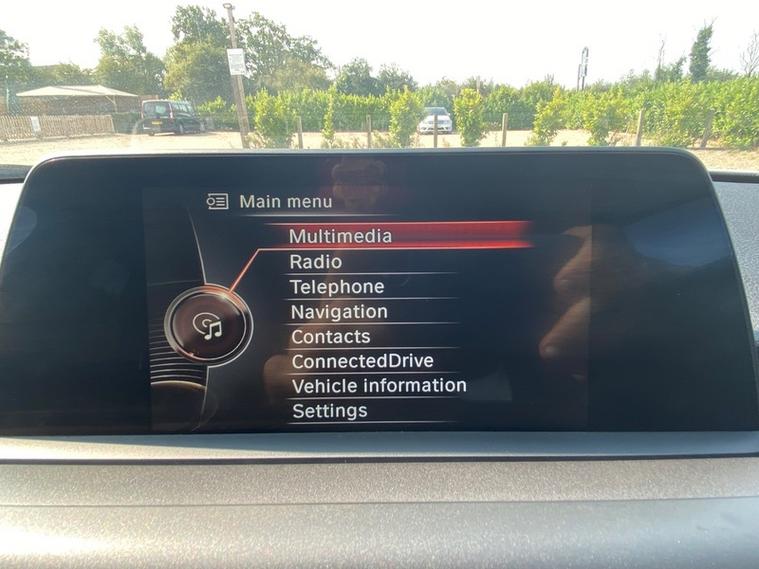 Main menu
Multimedia
Radio
Telephone
Navigation
Contacts
ConnectedDrive
Vehicle information
Settings